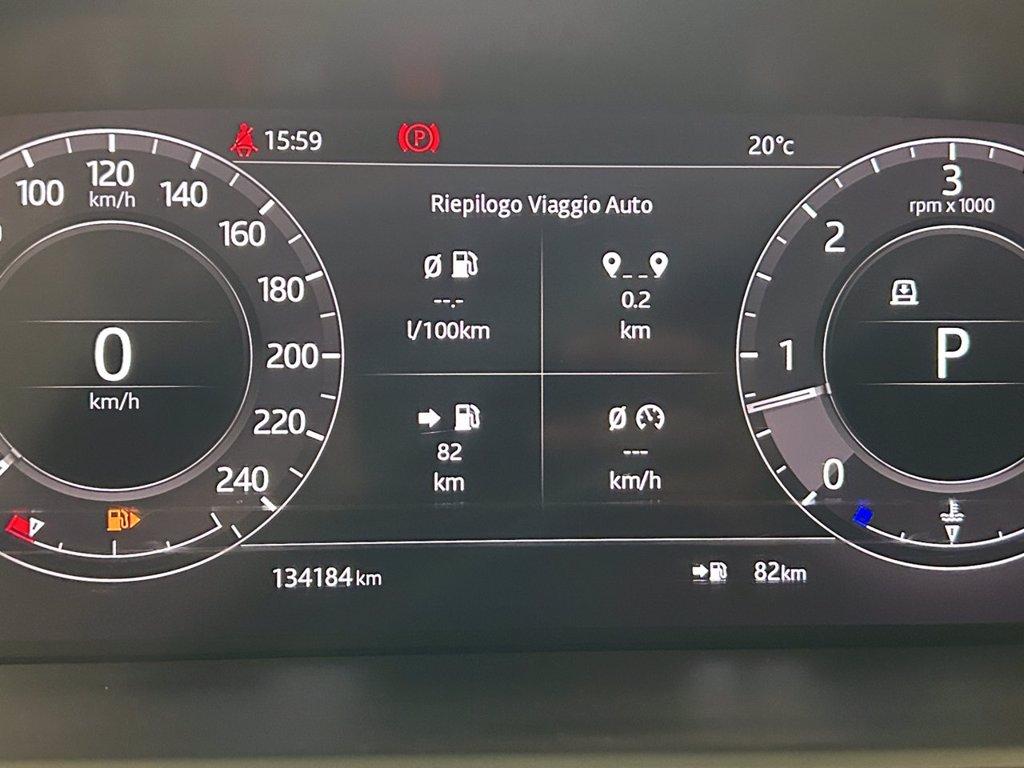 15:59
P
20°c
100
120
km/h
140
160
180
200
220
240
0
km/h
Riepilogo Viaggio Auto
Ø
--.-
l/100km
0.2
km
82
km
Ø
---
km/h
3
rpm x 1000
2
1
0
P
134184 km
82km